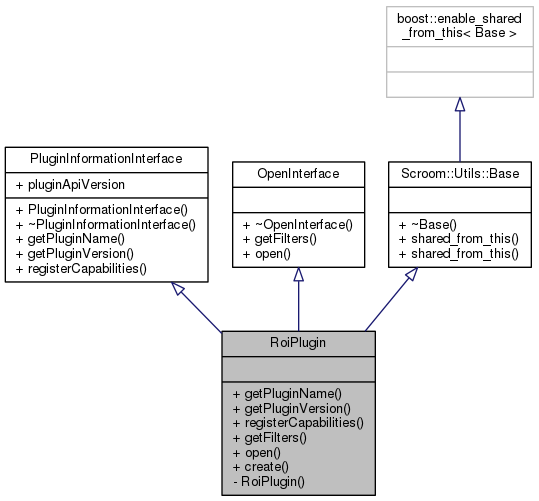 boost::enable_shared
_from_this< Base >
PluginInformationInterface
+ pluginApiVersion
+ PluginInformationInterface()
+ ~PluginInformationInterface()
+ getPluginName()
+ getPluginVersion()
+ registerCapabilities()
OpenInterface
+ ~OpenInterface()
+ getFilters()
+ open()
Scroom::Utils::Base
+ ~Base()
+ shared_from_this()
+ shared_from_this()
RoiPlugin
+ getPluginName()
+ getPluginVersion()
+ registerCapabilities()
+ getFilters()
+ open()
+ create()
- RoiPlugin()